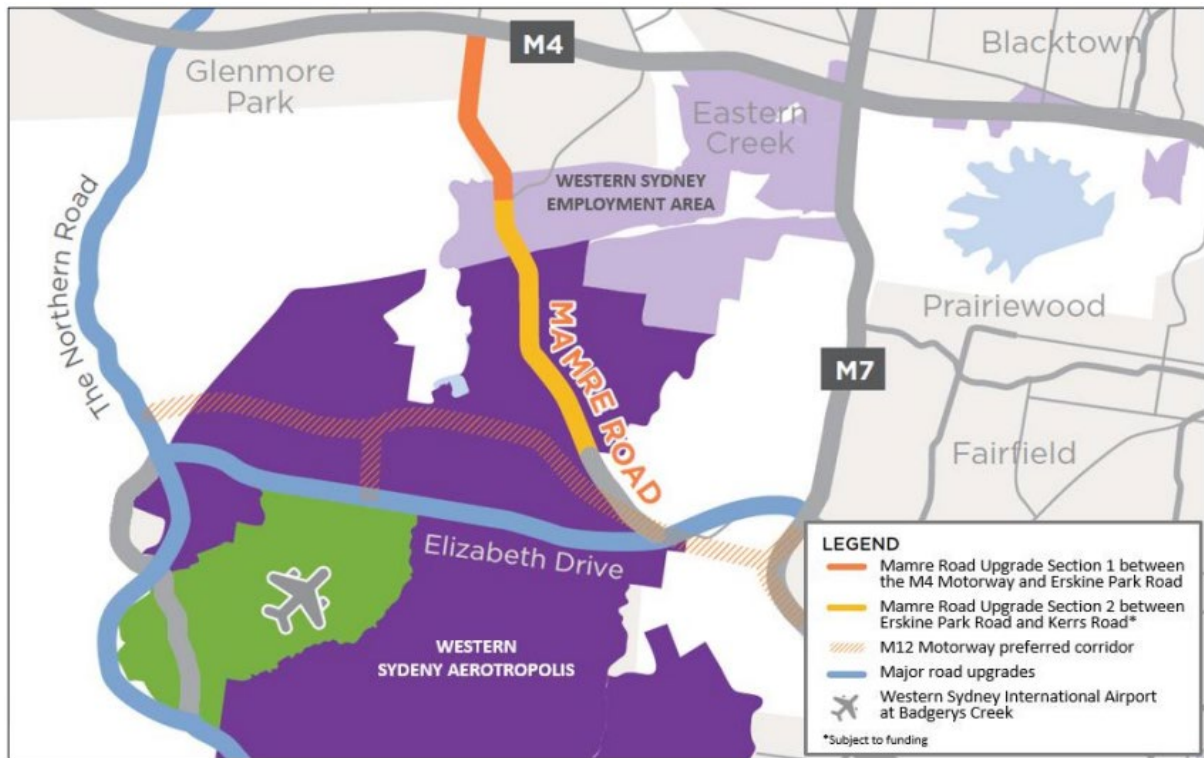 M4
Blacktown
Glenmore
Park
Eastern
Creek
WESTERN SYDNEY
EMPLOYMENT AREA
The Northern Road
MAMRE ROAD
Prairiewood
M7
Fairfield
Elizabeth Drive
WESTERN
SYDENY AEROTROPOLIS
LEGEND
Mamre Road Upgrade Section 1 between
the M4 Motorway and Erskine Park Road
Mamre Road Upgrade Section 2 between
Erskine Park Road and Kerrs Road*
M12 Motorway preferred corridor
Major road upgrades
Western Sydney International Airport
at Badgerys Creek
*Subject to funding